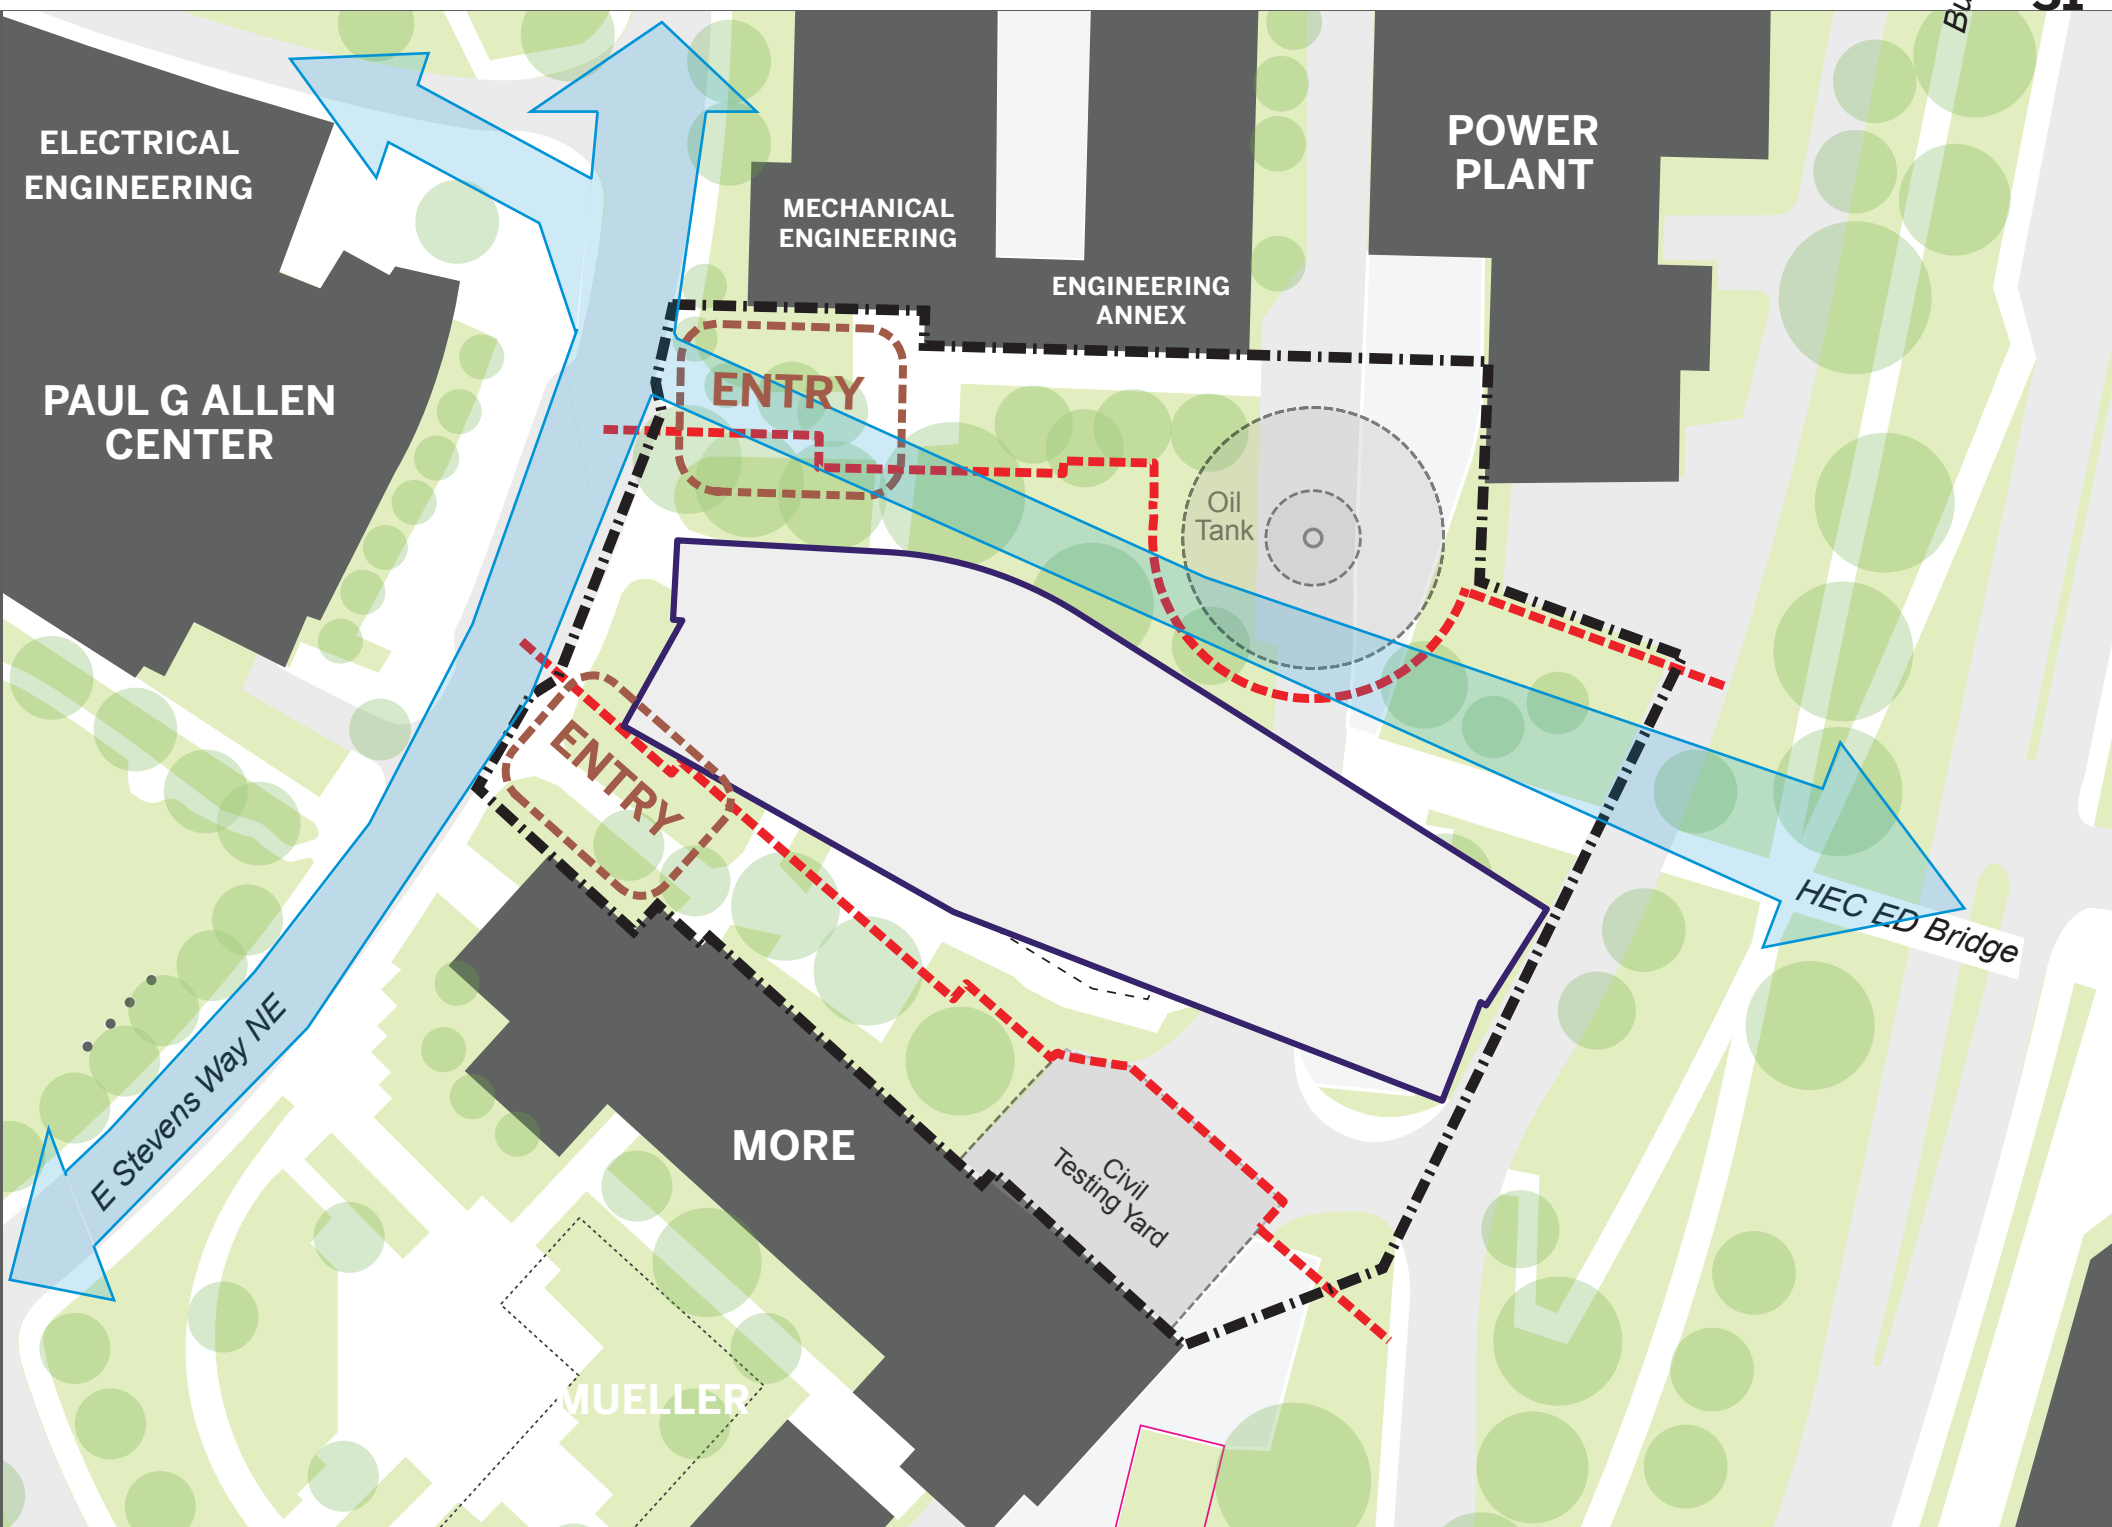 ELECTRICAL
ENGINEERING
MECHANICAL
ENGINEERING
POWER
PLANT
ENGINEERING
ANNEX
PAUL G ALLEN
CENTER
ENTRY
Oil
Tank
ENTRY
HEC ED Bridge
E Stevens Way NE
MORE
Civil
Testing Yard
MUELLER